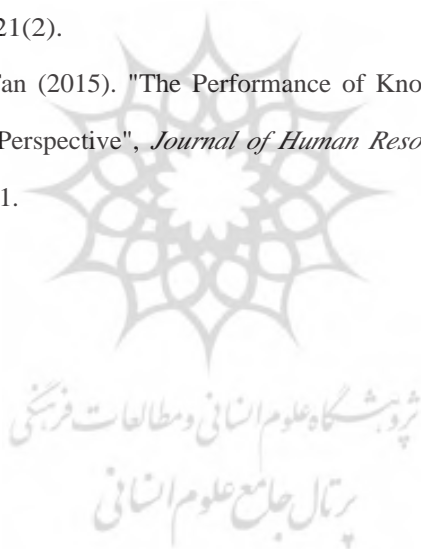 21(2).
an (2015). "The Performance of Kno
Perspective", Journal of Human Reso
1.
پژوهشگاه علوم انسانی و مطالعات فرهنگی
پرتال جامع علوم انسانی